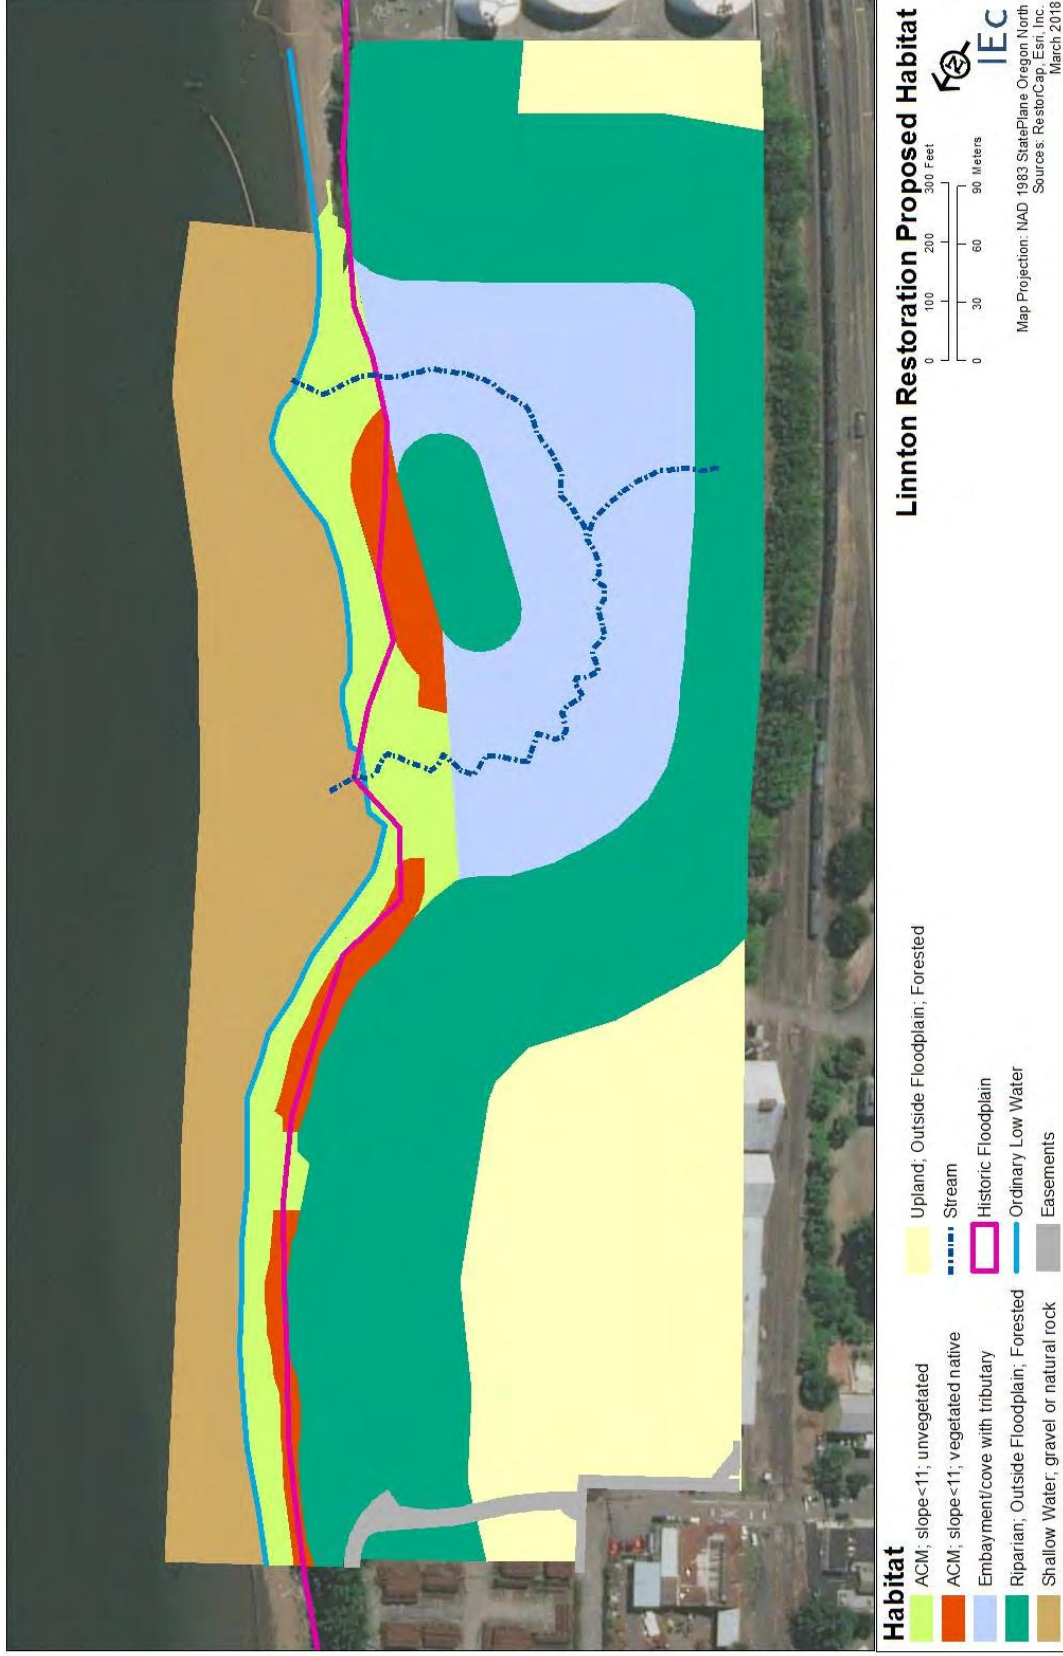 Linnton Restoration Proposed Habitat
Habitat
ACM; slope<11; unvegetated
ACM; slope<11; vegetated native
Embayment/cove with tributary
Riparian; Outside Floodplain; Forested
Shallow Water; gravel or natural rock
Upland; Outside Floodplain; Forested
Stream
Historic Floodplain
Ordinary Low Water
Easements
0 100 200 300 Feet
0 30 60 90 Meters
N
IEc
Map Projection: NAD 1983 StatePlane Oregon North
Sources: RestorCap, Esri, Inc.
March 2018